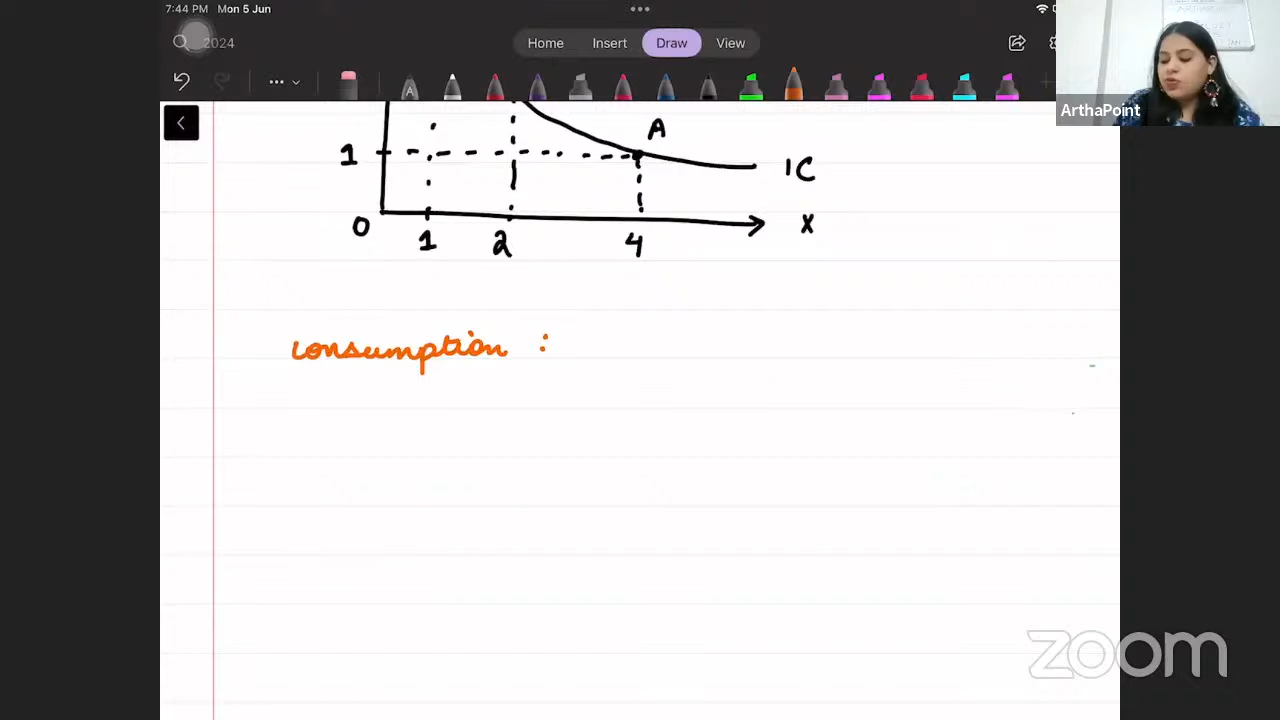 7:44 PM Mon 5 Jun
2024
Home Insert Draw View
A
ArthaPoint
A
1
IC
0
1 2 4
X
consumption :
zoom